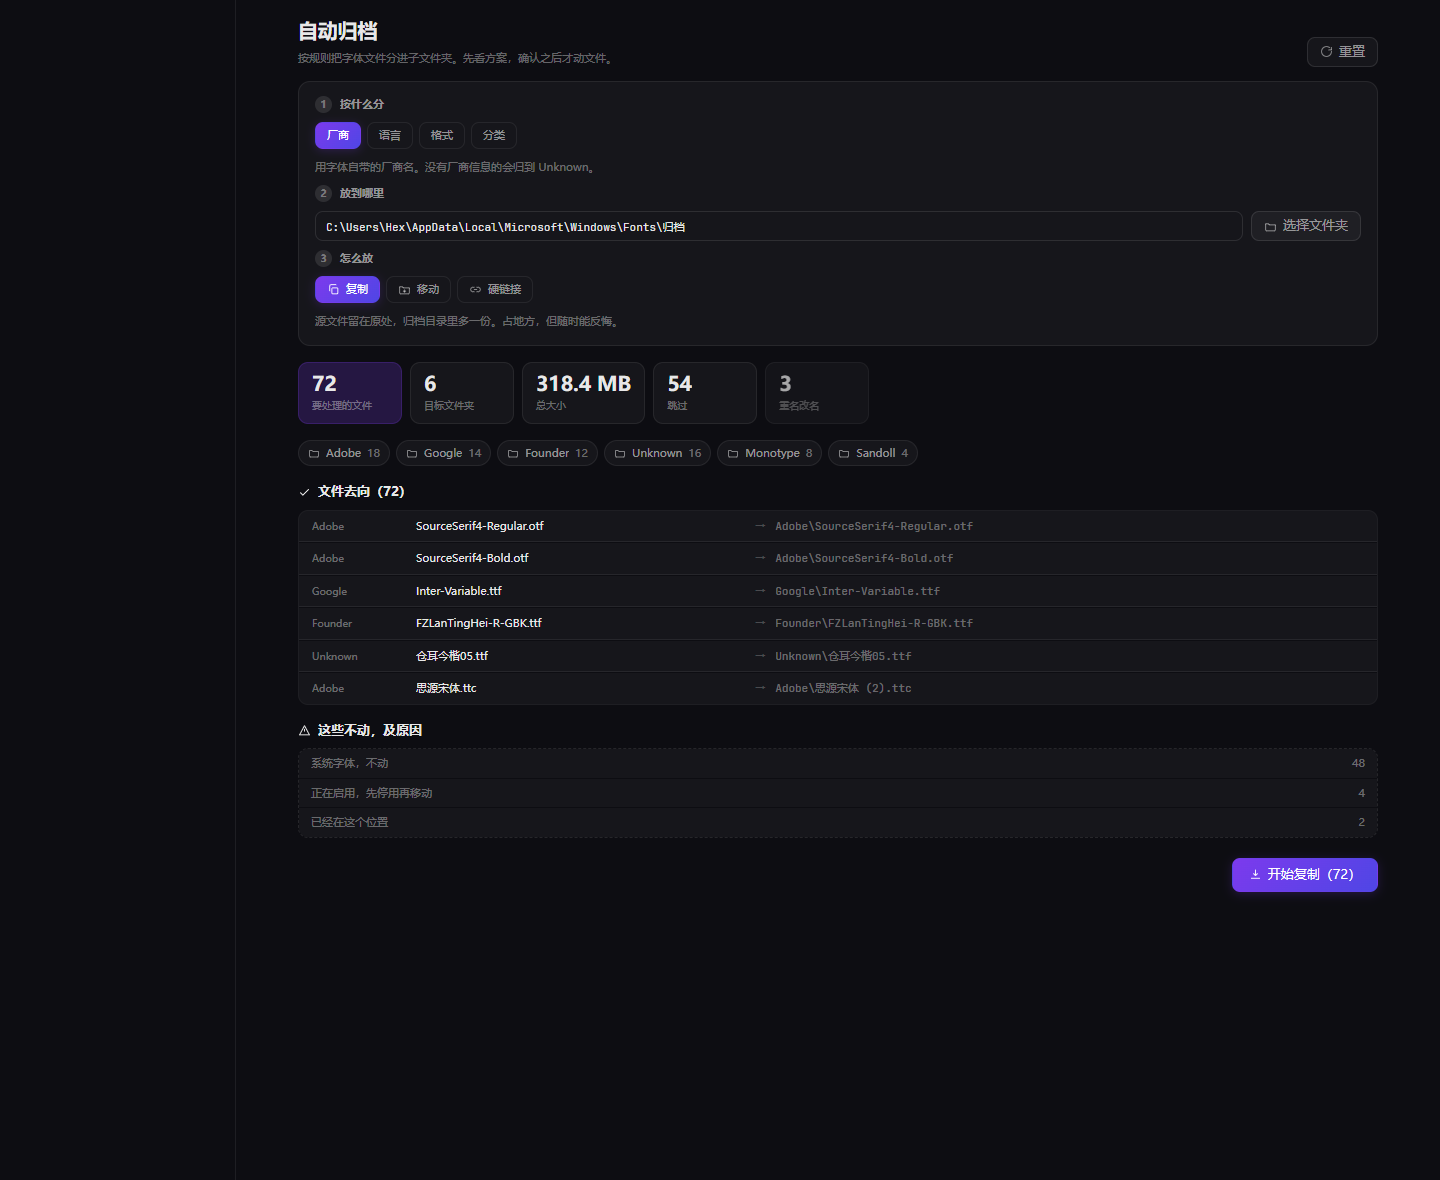 自动归档
按规则把字体文件分进子文件夹。先看方案，确认之后才动文件。
重置
1 按什么分
厂商 语言 格式 分类
用字体自带的厂商名。没有厂商信息的会归到 Unknown。
2 放到哪里
C:\Users\Hex\AppData\Local\Microsoft\Windows\Fonts\归档
选择文件夹
3 怎么放
复制 移动 硬链接
源文件留在原处，归档目录里多一份。占地方，但随时能反悔。
72 6 318.4 MB 54 3
要处理的文件 目标文件夹 总大小 跳过 重名改名
Adobe 18 Google 14 Founder 12 Unknown 16 Monotype 8 Sandoll 4
文件去向（72）
Adobe SourceSerif4-Regular.otf → Adobe\SourceSerif4-Regular.otf
Adobe SourceSerif4-Bold.otf → Adobe\SourceSerif4-Bold.otf
Google Inter-Variable.ttf → Google\Inter-Variable.ttf
Founder FZLanTingHei-R-GBK.ttf → Founder\FZLanTingHei-R-GBK.ttf
Unknown 仓耳今楷05.ttf → Unknown\仓耳今楷05.ttf
Adobe 思源宋体.ttc → Adobe\思源宋体 (2).ttc
这些不动，及原因
系统字体，不动 48
正在启用，先停用再移动 4
已经在这个位置 2
开始复制（72）